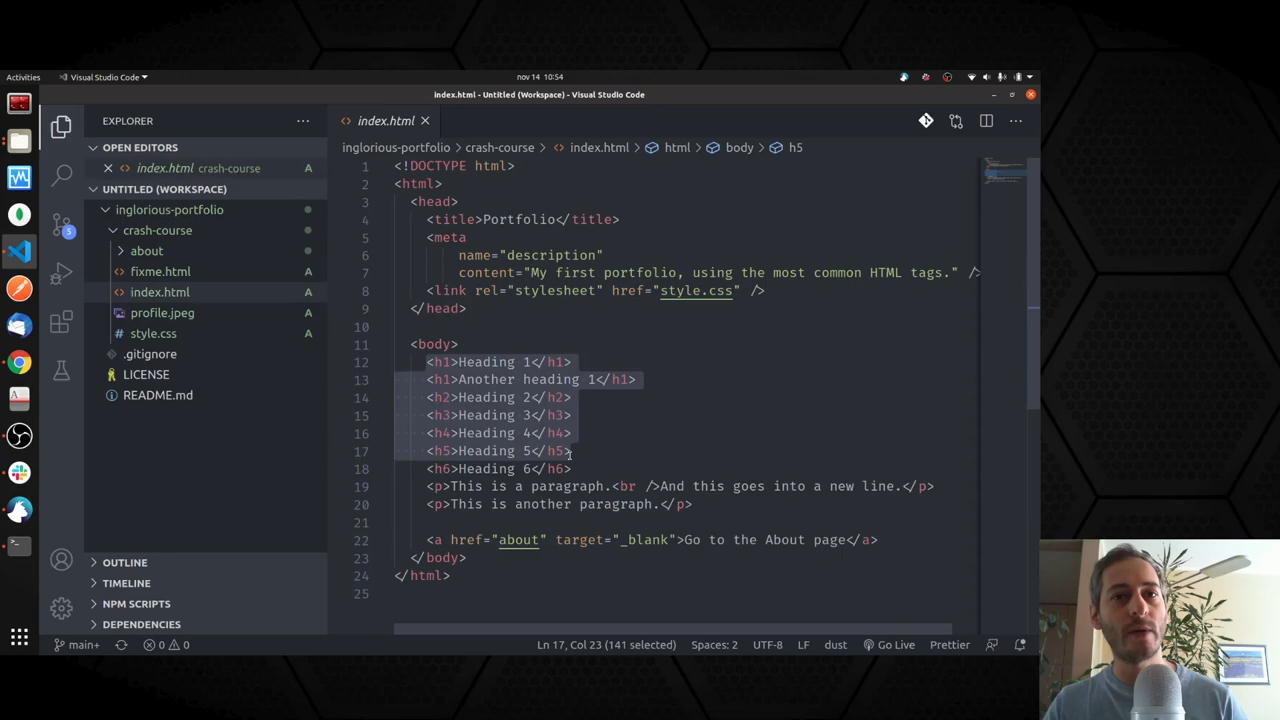 Activities
Visual Studio Code
nov 14 10:54
index.html - Untitled (Workspace) - Visual Studio Code
EXPLORER
OPEN EDITORS
index.html crash-course A
UNTITLED (WORKSPACE)
inglorious-portfolio
crash-course
about
fixme.html A
index.html A
profile.jpeg A
style.css A
.gitignore
LICENSE
README.md
OUTLINE
TIMELINE
NPM SCRIPTS
DEPENDENCIES
5
index.html
inglorious-portfolio > crash-course > index.html > html > body > h5
1 <!DOCTYPE html>
2 <html>
3 <head>
4 <title>Portfolio</title>
5 <meta
6 name="description"
7 content="My first portfolio, using the most common HTML tags." />
8 <link rel="stylesheet" href="style.css" />
9 </head>
10
11 <body>
12 <h1>Heading 1</h1>
13 <h1>Another heading 1</h1>
14 <h2>Heading 2</h2>
15 <h3>Heading 3</h3>
16 <h4>Heading 4</h4>
17 <h5>Heading 5</h5>
18 <h6>Heading 6</h6>
19 <p>This is a paragraph.<br />And this goes into a new line.</p>
20 <p>This is another paragraph.</p>
21
22 <a href="about" target="_blank">Go to the About page</a>
23 </body>
24 </html>
25
main+ 0 0 Ln 17, Col 23 (141 selected) Spaces: 2 UTF-8 LF dust Go Live Prettier